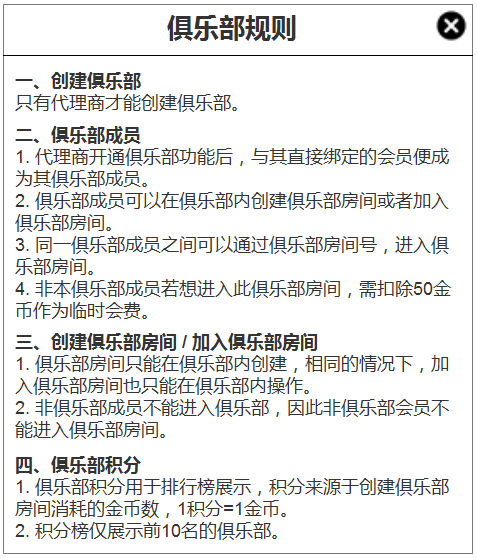 俱乐部规则
一、创建俱乐部
只有代理商才能创建俱乐部。
二、俱乐部成员
1. 代理商开通俱乐部功能后，与其直接绑定的会员便成
为其俱乐部成员。
2. 俱乐部成员可以在俱乐部内创建俱乐部房间或者加入
俱乐部房间。
3. 同一俱乐部成员之间可以通过俱乐部房间号，进入俱
乐部房间。
4. 非本俱乐部成员若想进入此俱乐部房间，需扣除50金
币作为临时会费。
三、创建俱乐部房间 / 加入俱乐部房间
1. 俱乐部房间只能在俱乐部内创建，相同的情况下，加
入俱乐部房间也只能在俱乐部内操作。
2. 非俱乐部成员不能进入俱乐部，因此非俱乐部会员不
能进入俱乐部房间。
四、俱乐部积分
1. 俱乐部积分用于排行榜展示，积分来源于创建俱乐部
房间消耗的金币数，1积分=1金币。
2. 积分榜仅展示前10名的俱乐部。